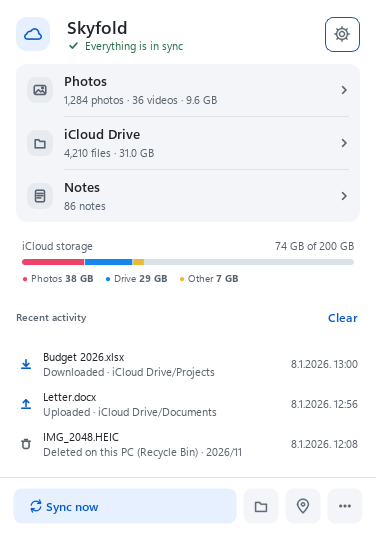 Skyfold
Everything is in sync
Photos
1,284 photos · 36 videos · 9.6 GB
iCloud Drive
4,210 files · 31.0 GB
Notes
86 notes
iCloud storage
74 GB of 200 GB
Photos 38 GB
Drive 29 GB
Other 7 GB
Recent activity
Clear
Budget 2026.xlsx
Downloaded · iCloud Drive/Projects
8.1.2026. 13:00
Letter.docx
Uploaded · iCloud Drive/Documents
8.1.2026. 12:56
IMG_2048.HEIC
Deleted on this PC (Recycle Bin) · 2026/11
8.1.2026. 12:08
Sync now